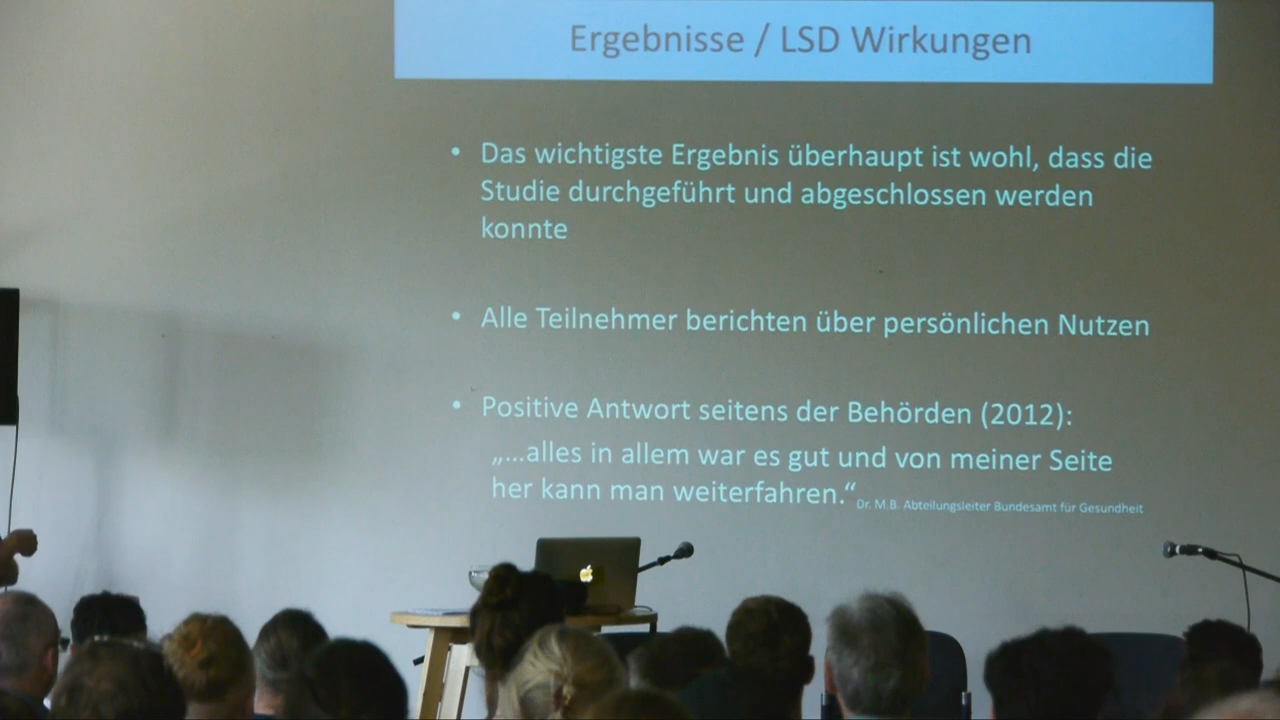 Ergebnisse / LSD Wirkungen
• Das wichtigste Ergebnis überhaupt ist wohl, dass die
Studie durchgeführt und abgeschlossen werden
konnte
• Alle Teilnehmer berichten über persönlichen Nutzen
• Positive Antwort seitens der Behörden (2012):
„...alles in allem war es gut und von meiner Seite
her kann man weiterfahren.“ Dr. M.B. Abteilungsleiter Bundesamt für Gesundheit